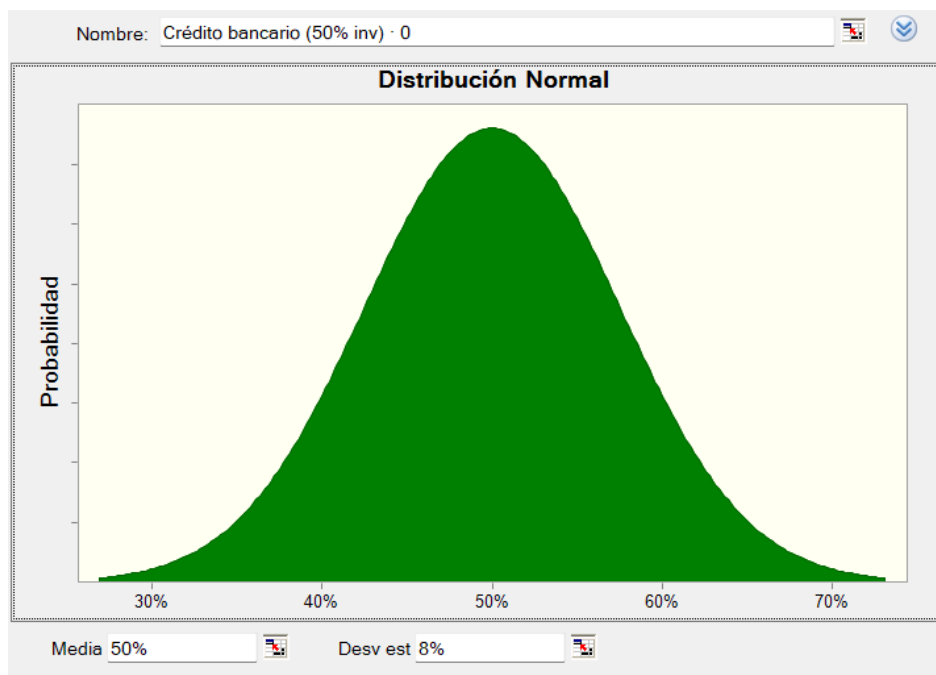 Nombre: Crédito bancario (50% inv) · 0
Distribución Normal
Probabilidad
30% 40% 50% 60% 70%
Media 50% Desv est 8%